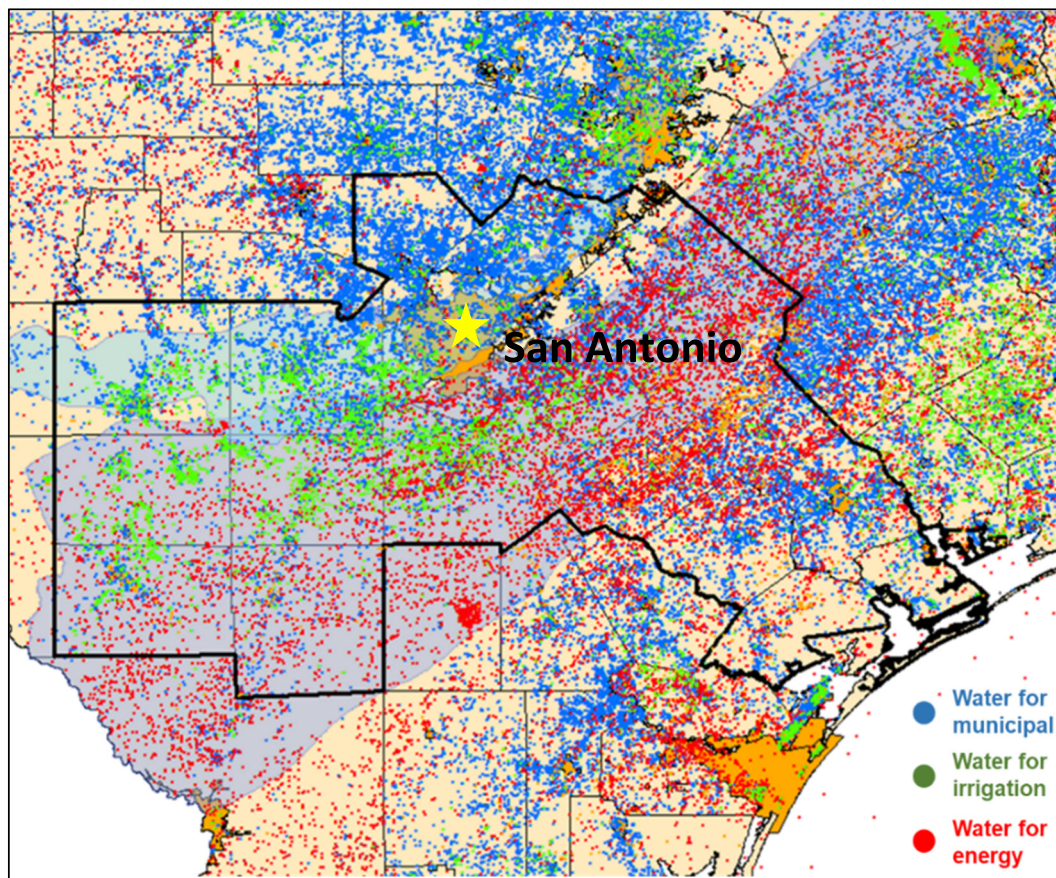 San Antonio
Water for
municipal
Water for
irrigation
Water for
energy